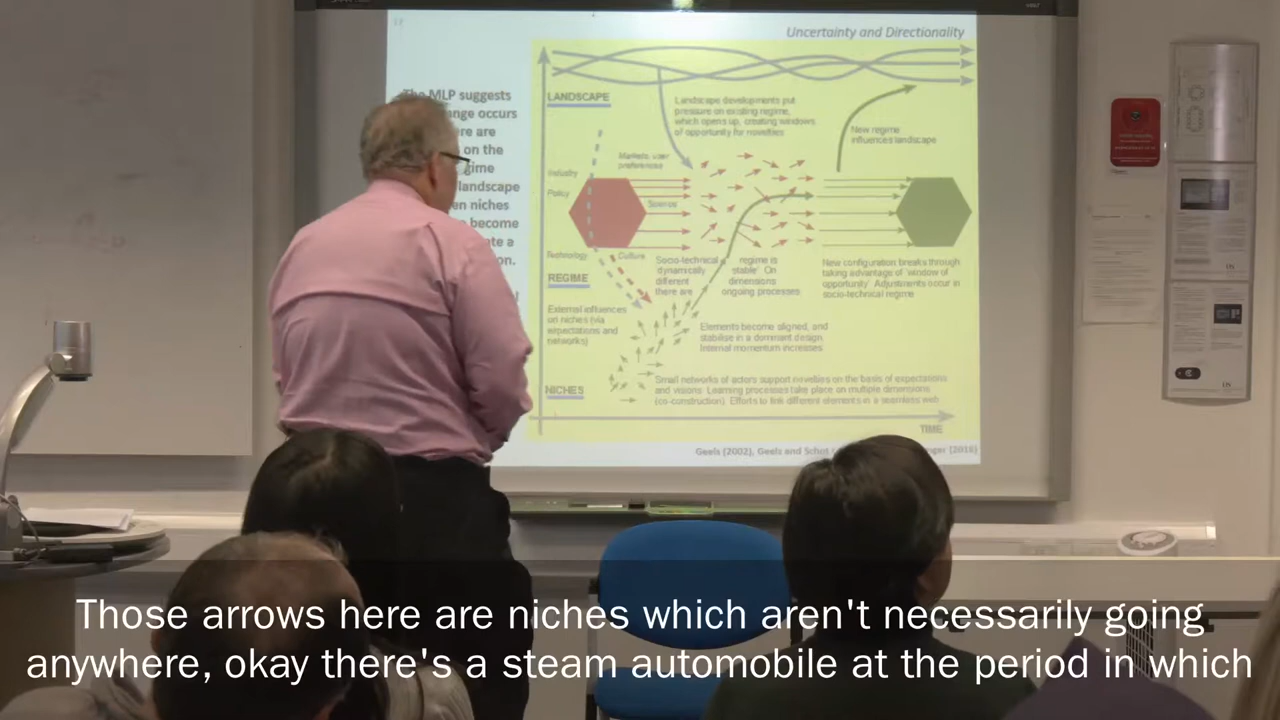 Uncertainty and Directionality
The MLP suggests
ange occurs
ere are
on the
gime
landscape
en niches
become
ate a
on.
LANDSCAPE
Landscape developments put
pressure on existing regime,
which opens up, creating windows
of opportunity for novelties
New regime
influences landscape
Markets, user
preferences
Industry
Policy
Science
Technology
Culture
REGIME
Socio-technical regime is
dynamically stable' On
different dimensions
there are ongoing processes
New configuration breaks through
taking advantage of 'window of
opportunity' Adjustments occur in
socio-technical regime
External influences
on niches (via
expectations and
networks)
Elements become aligned, and
stabilise in a dominant design.
Internal momentum increases
NICHES
Small networks of actors support novelties on the basis of expectations
and visions Learning processes take place on multiple dimensions
(co-construction) Efforts to link different elements in a seamless web
TIME
Geels (2002), Geels and Schot
Those arrows here are niches which aren't necessarily going
anywhere, okay there's a steam automobile at the period in which